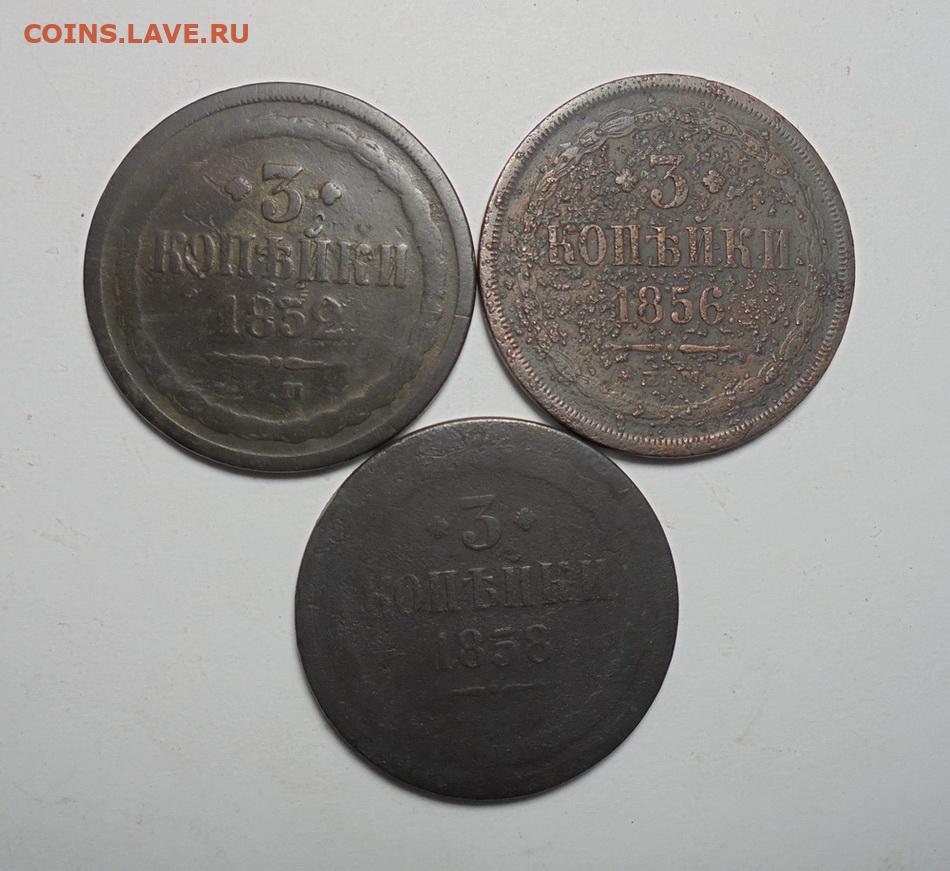 COINS.LAVE.RU
3
КОПѢЙКИ
1852
3
КОПѢЙКИ
1856
Е.М.
3
КОПѢЙКИ
1858